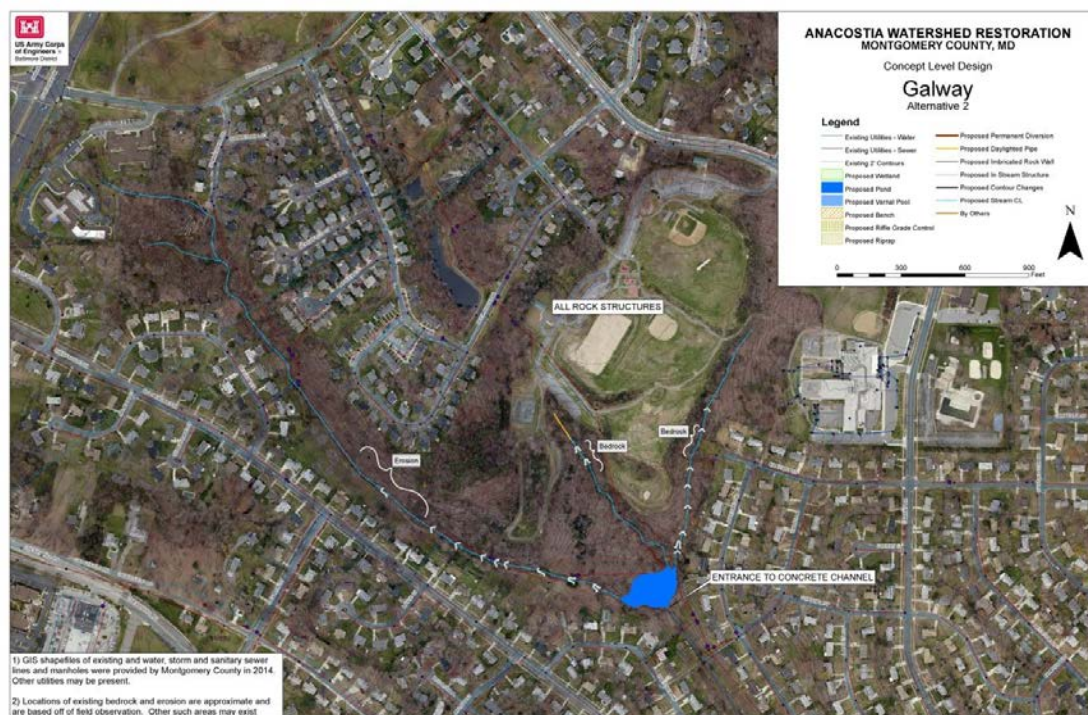 US Army Corps
of Engineers
Baltimore District
ANACOSTIA WATERSHED RESTORATION
MONTGOMERY COUNTY, MD
Concept Level Design
Galway
Alternative 2
Legend
Existing Utilities - Water
Existing Utilities - Sewer
Existing 2' Contours
Proposed Wetland
Proposed Pond
Proposed Vernal Pool
Proposed Bench
Proposed Riffle Grade Control
Proposed Riprap
Proposed Permanent Diversion
Proposed Daylighted Pipe
Proposed Imbricated Rock Wall
Proposed In Stream Structure
Proposed Contour Changes
Proposed Stream CL
By Others
N
0 300 600 900
Feet
ALL ROCK STRUCTURES
Bedrock
Bedrock
Erosion
ENTRANCE TO CONCRETE CHANNEL
1) GIS shapefiles of existing and water, storm and sanitary sewer
lines and manholes were provided by Montgomery County in 2014.
Other utilities may be present.
2) Locations of existing bedrock and erosion are approximate and
are based off of field observation. Other such areas may exist